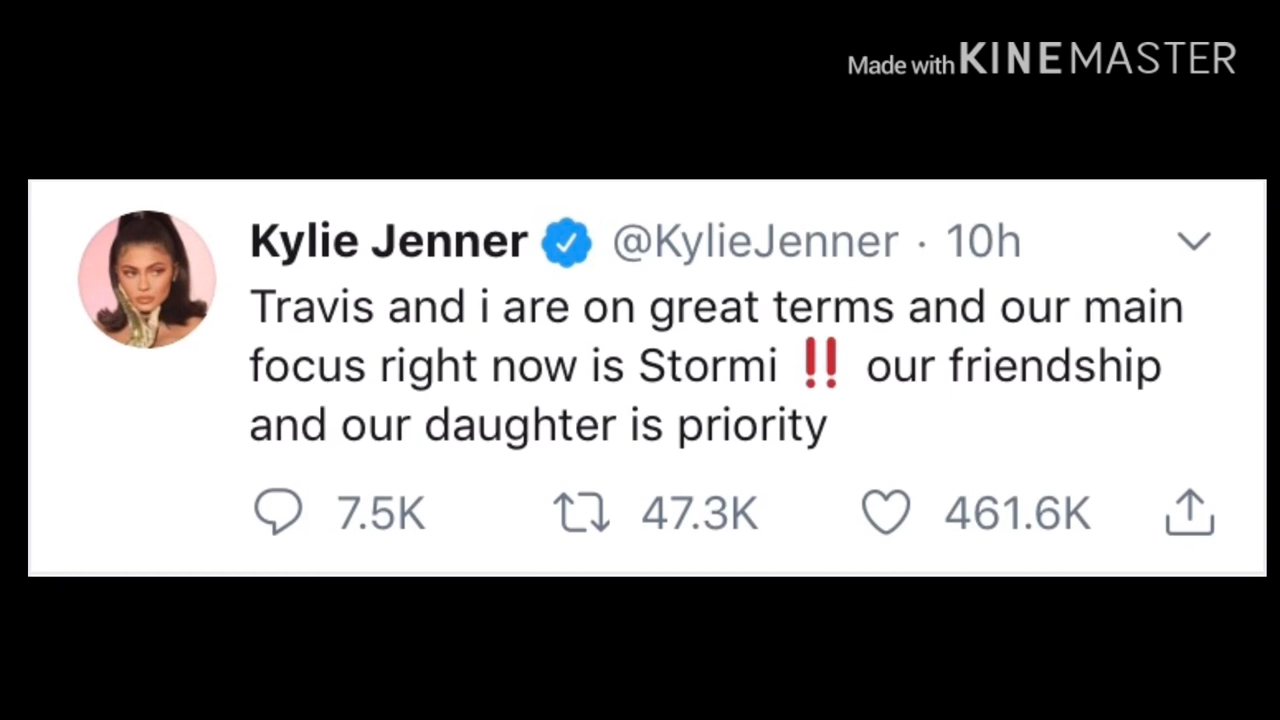 Made with KINEMASTER
Kylie Jenner @KylieJenner · 10h
Travis and i are on great terms and our main
focus right now is Stormi ‼️ our friendship
and our daughter is priority
7.5K 47.3K 461.6K